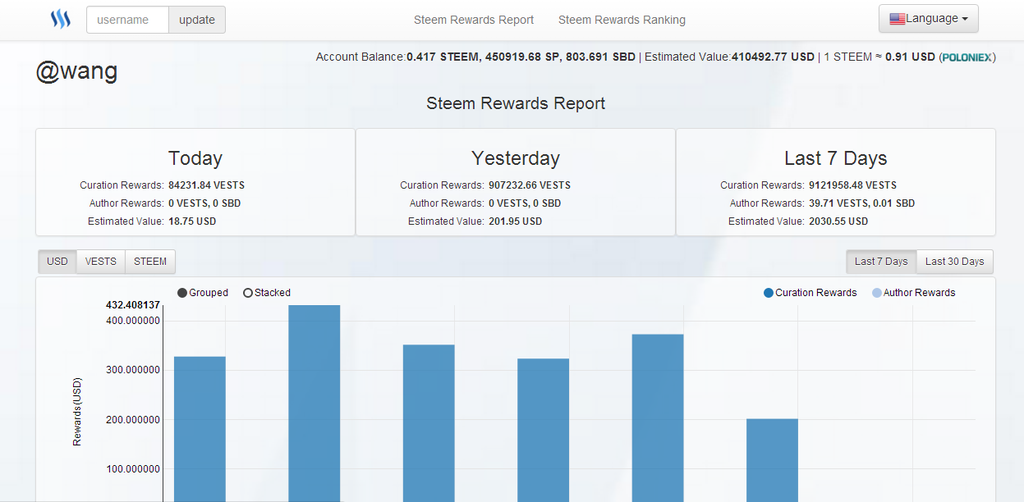 username update Steem Rewards Report Steem Rewards Ranking Language
@wang
Account Balance:0.417 STEEM, 450919.68 SP, 803.691 SBD | Estimated Value:410492.77 USD | 1 STEEM ≈ 0.91 USD (POLONIEX)
Steem Rewards Report
Today
Curation Rewards: 84231.84 VESTS
Author Rewards: 0 VESTS, 0 SBD
Estimated Value: 18.75 USD
Yesterday
Curation Rewards: 907232.66 VESTS
Author Rewards: 0 VESTS, 0 SBD
Estimated Value: 201.95 USD
Last 7 Days
Curation Rewards: 9121958.48 VESTS
Author Rewards: 39.71 VESTS, 0.01 SBD
Estimated Value: 2030.55 USD
USD VESTS STEEM
Last 7 Days Last 30 Days
Grouped Stacked
Curation Rewards Author Rewards
432.408137
400.000000
300.000000
200.000000
100.000000
Rewards(USD)